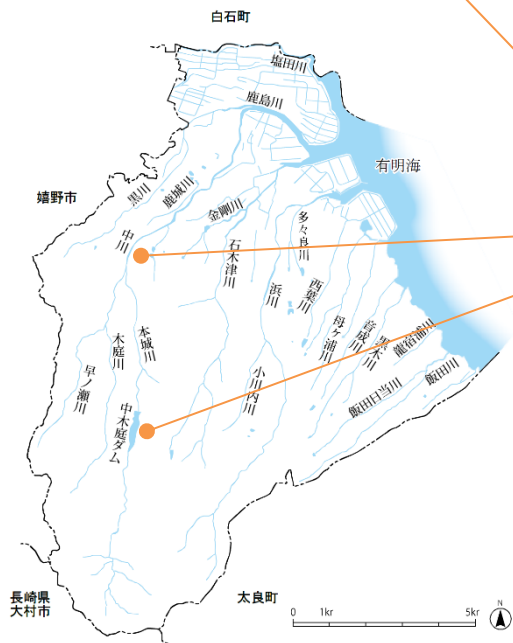 白石町
塩田川
鹿島川
有明海
嬉野市
黒川
鹿城川
金剛川
中川
多々良川
石木津川
浜川
西葉川
母ヶ浦川
音成川
龍宿浦川
本城川
木庭川
早ノ瀬川
小川内川
飯田川
飯田日当川
中木庭ダム
長崎県
大村市
太良町
0 1kr 5kr
N